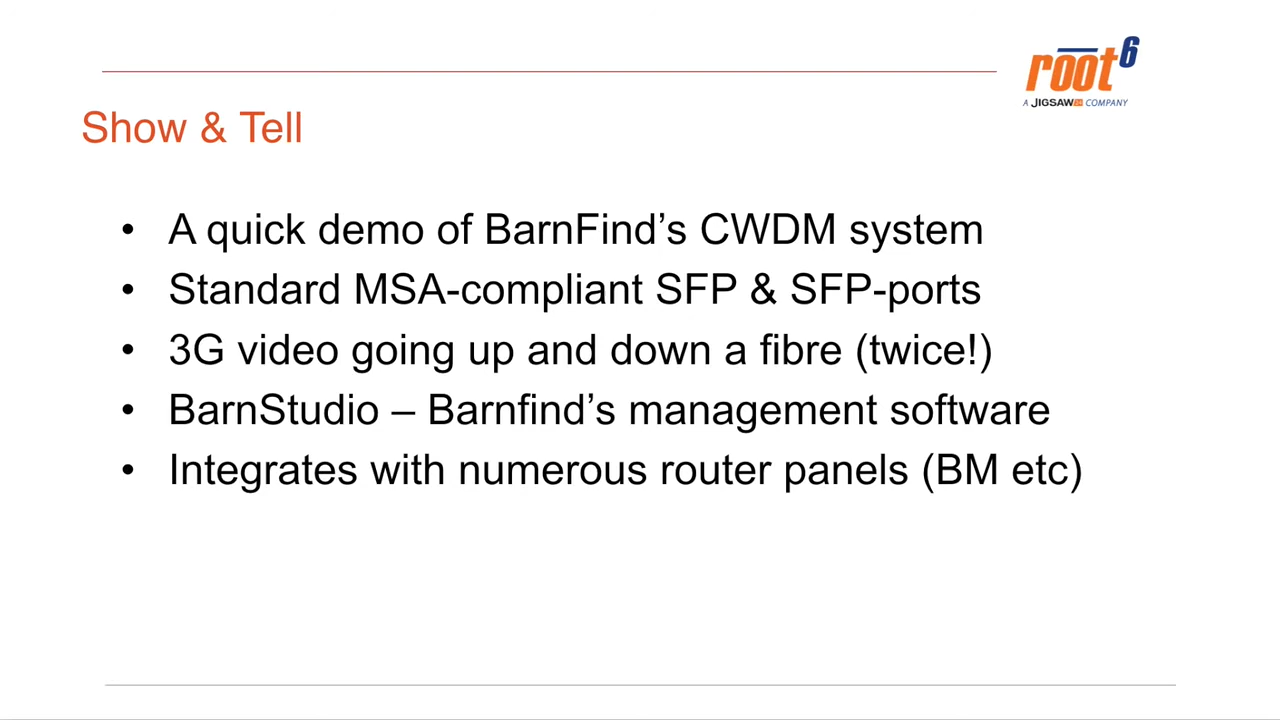 root6
A JIGSAW24 COMPANY
Show & Tell
• A quick demo of BarnFind’s CWDM system
• Standard MSA-compliant SFP & SFP-ports
• 3G video going up and down a fibre (twice!)
• BarnStudio – Barnfind’s management software
• Integrates with numerous router panels (BM etc)